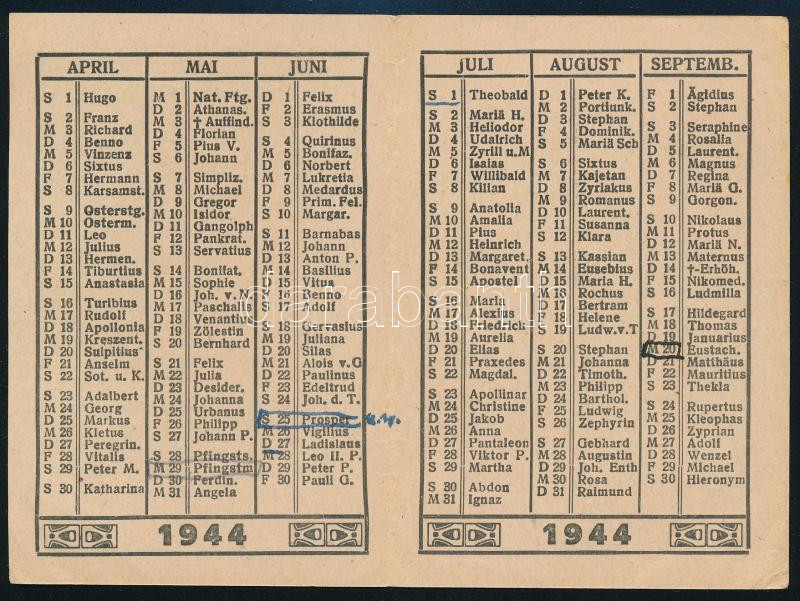 APRIL
S 1 Hugo
S 2 Franz
M 3 Richard
D 4 Benno
M 5 Vinzenz
D 6 Sixtus
F 7 Hermann
S 8 Karsamst.
S 9 Osterstg.
M 10 Osterm.
D 11 Leo
M 12 Julius
D 13 Hermen.
F 14 Tiburtius
S 15 Anastasia
S 16 Turibius
M 17 Rudolf
D 18 Apollonia
M 19 Kreszent.
D 20 Sulpitius
F 21 Anselm
S 22 Sot. u. K.
S 23 Adalbert
M 24 Georg
D 25 Markus
M 26 Kletus
D 27 Peregrin.
F 28 Vitalis
S 29 Peter M.
S 30 Katharina
MAI
M 1 Nat. Ftg.
D 2 Athanas.
M 3 † Auffind.
D 4 Florian
F 5 Pius V.
S 6 Johann
S 7 Simpliz.
M 8 Michael
D 9 Gregor
M 10 Isidor
D 11 Gangolph
F 12 Pankrat.
S 13 Servatius
S 14 Bonifat.
M 15 Sophie
D 16 Joh. v. N.
M 17 Paschalis
D 18 Venantius
F 19 Zölestin
S 20 Bernhard
S 21 Felix
M 22 Julia
D 23 Desider.
M 24 Johanna
D 25 Urbanus
F 26 Philipp
S 27 Johann P.
S 28 Pfingsts.
M 29 Pfingstm
D 30 Ferdin.
M 31 Angela
JUNI
D 1 Felix
F 2 Erasmus
S 3 Klothilde
S 4 Quirinus
M 5 Bonifaz.
D 6 Norbert
M 7 Lukretia
D 8 Medardus
F 9 Prim. Fel.
S 10 Margar.
S 11 Barnabas
M 12 Johann
D 13 Anton P.
M 14 Basilius
D 15 Vitus
F 16 Benno
S 17 Adolf
S 18 Gervasius
M 19 Juliana
D 20 Silas
M 21 Alois v. G
D 22 Paulinus
F 23 Edeltrud
S 24 Joh. d. T.
S 25 Prosper
M 26 Vigilius
D 27 Ladislaus
M 28 Leo II. P.
D 29 Peter P.
F 30 Pauli G.
1944
JULI
S 1 Theobald
S 2 Mariä H.
M 3 Heliodor
D 4 Udalrich
M 5 Zyrill u.M
D 6 Isaias
F 7 Willibald
S 8 Kilian
S 9 Anatolia
M 10 Amalia
D 11 Pius
M 12 Heinrich
D 13 Margaret.
F 14 Bonavent
S 15 Apostel
S 16 Maria
M 17 Alexius
D 18 Friedrich
M 19 Aurelia
D 20 Elias
F 21 Praxedes
S 22 Magdal.
S 23 Apollinar
M 24 Christine
D 25 Jakob
M 26 Anna
D 27 Pantaleon
F 28 Viktor P.
S 29 Martha
S 30 Abdon
M 31 Ignaz
AUGUST
D 1 Peter K.
M 2 Portiunk.
D 3 Stephan
F 4 Dominik.
S 5 Mariä Sch
S 6 Sixtus
M 7 Kajetan
D 8 Zyriakus
M 9 Romanus
D 10 Laurent.
F 11 Susanna
S 12 Klara
S 13 Kassian
M 14 Eusebius
D 15 Maria H.
M 16 Rochus
D 17 Bertram
F 18 Helene
S 19 Ludw.v.T
S 20 Stephan
M 21 Johanna
D 22 Timoth.
M 23 Philipp
D 24 Barthol.
F 25 Ludwig
S 26 Zephyrin
S 27 Gebhard
M 28 Augustin
D 29 Joh. Enth
M 30 Rosa
D 31 Raimund
SEPTEMB.
F 1 Ägidius
S 2 Stephan
S 3 Seraphine
M 4 Rosalia
D 5 Laurent.
M 6 Magnus
D 7 Regina
F 8 Mariä G.
S 9 Gorgon.
S 10 Nikolaus
M 11 Protus
D 12 Mariä N.
M 13 Maternus
D 14 †-Erhöh.
F 15 Nikomed.
S 16 Ludmilla
S 17 Hildegard
M 18 Thomas
D 19 Januarius
M 20 Eustach.
D 21 Matthäus
F 22 Mauritius
S 23 Thekla
S 24 Rupertus
M 25 Kleophas
D 26 Zyprian
M 27 Adolf
D 28 Wenzel
F 29 Michael
S 30 Hieronym
1944
darabanth